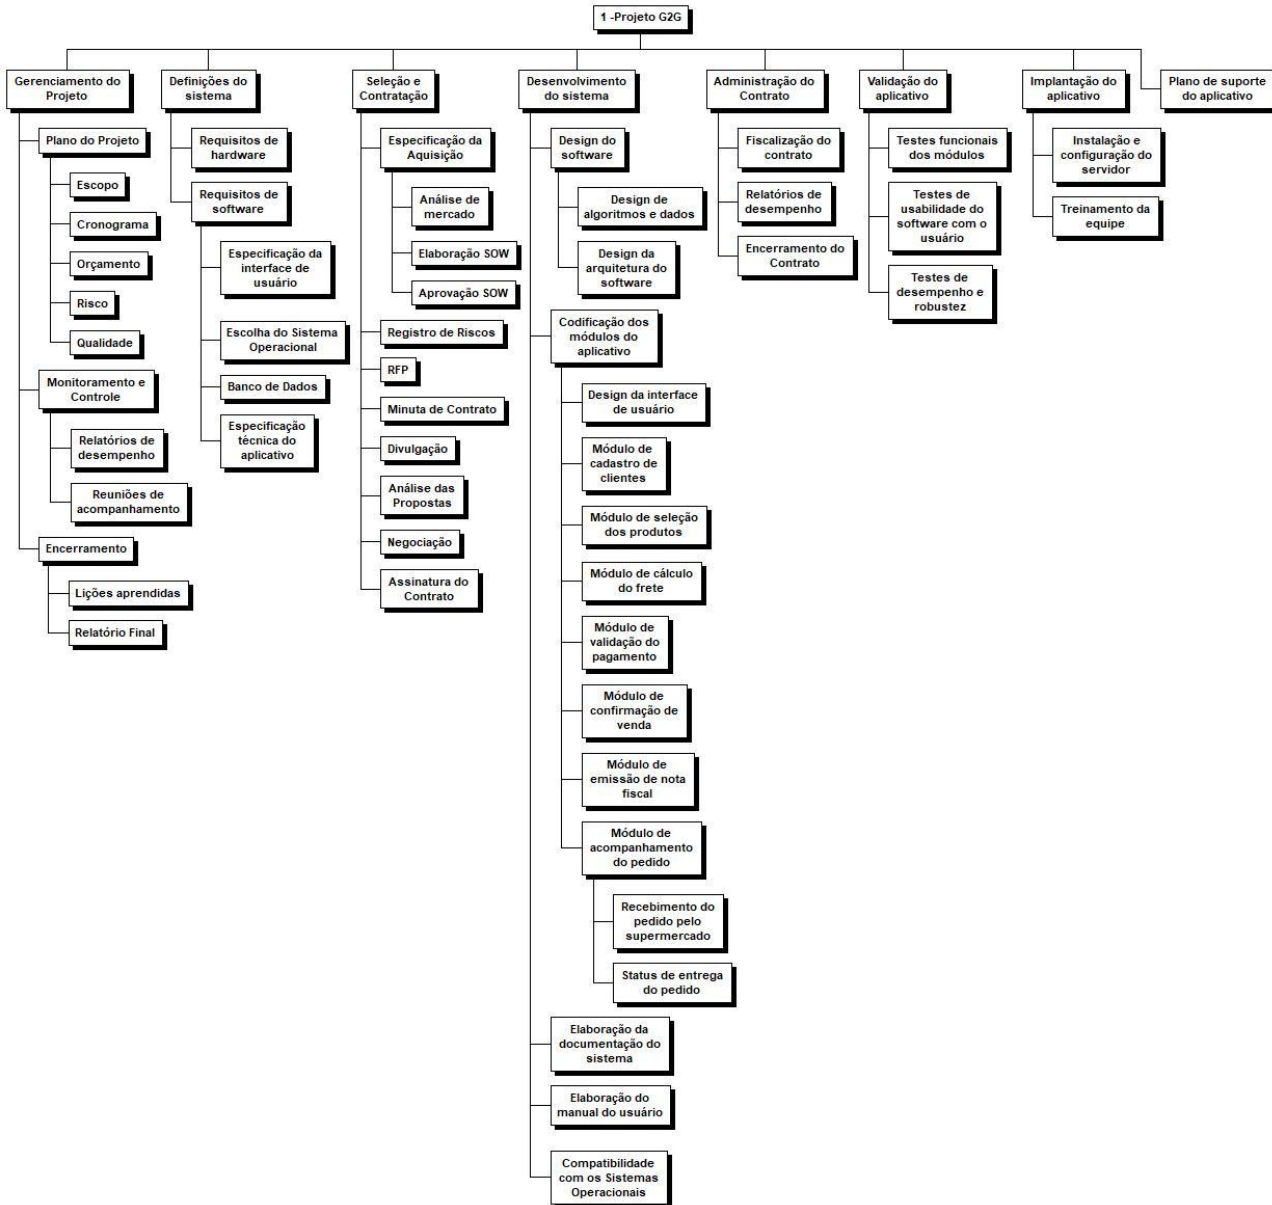 1 -Projeto G2G
Gerenciamento do
Projeto
Plano do Projeto
Escopo
Cronograma
Orçamento
Risco
Qualidade
Monitoramento e
Controle
Relatórios de
desempenho
Reuniões de
acompanhamento
Encerramento
Lições aprendidas
Relatório Final
Definições do
sistema
Requisitos de
hardware
Requisitos de
software
Especificação da
interface de
usuário
Escolha do Sistema
Operacional
Banco de Dados
Especificação
técnica do
aplicativo
Seleção e
Contratação
Especificação da
Aquisição
Análise de
mercado
Elaboração SOW
Aprovação SOW
Registro de Riscos
RFP
Minuta de Contrato
Divulgação
Análise das
Propostas
Negociação
Assinatura do
Contrato
Desenvolvimento
do sistema
Design do
software
Design de
algoritmos e dados
Design da
arquitetura do
software
Codificação dos
módulos do
aplicativo
Design da interface
de usuário
Módulo de
cadastro de
clientes
Módulo de seleção
dos produtos
Módulo de cálculo
do frete
Módulo de
validação do
pagamento
Módulo de
confirmação de
venda
Módulo de
emissão de nota
fiscal
Módulo de
acompanhamento
do pedido
Recebimento do
pedido pelo
supermercado
Status de entrega
do pedido
Elaboração da
documentação do
sistema
Elaboração do
manual do usuário
Compatibilidade
com os Sistemas
Operacionais
Administração do
Contrato
Fiscalização do
contrato
Relatórios de
desempenho
Encerramento do
Contrato
Validação do
aplicativo
Testes funcionais
dos módulos
Testes de
usabilidade do
software com o
usuário
Testes de
desempenho e
robustez
Implantação do
aplicativo
Instalação e
configuração do
servidor
Treinamento da
equipe
Plano de suporte
do aplicativo